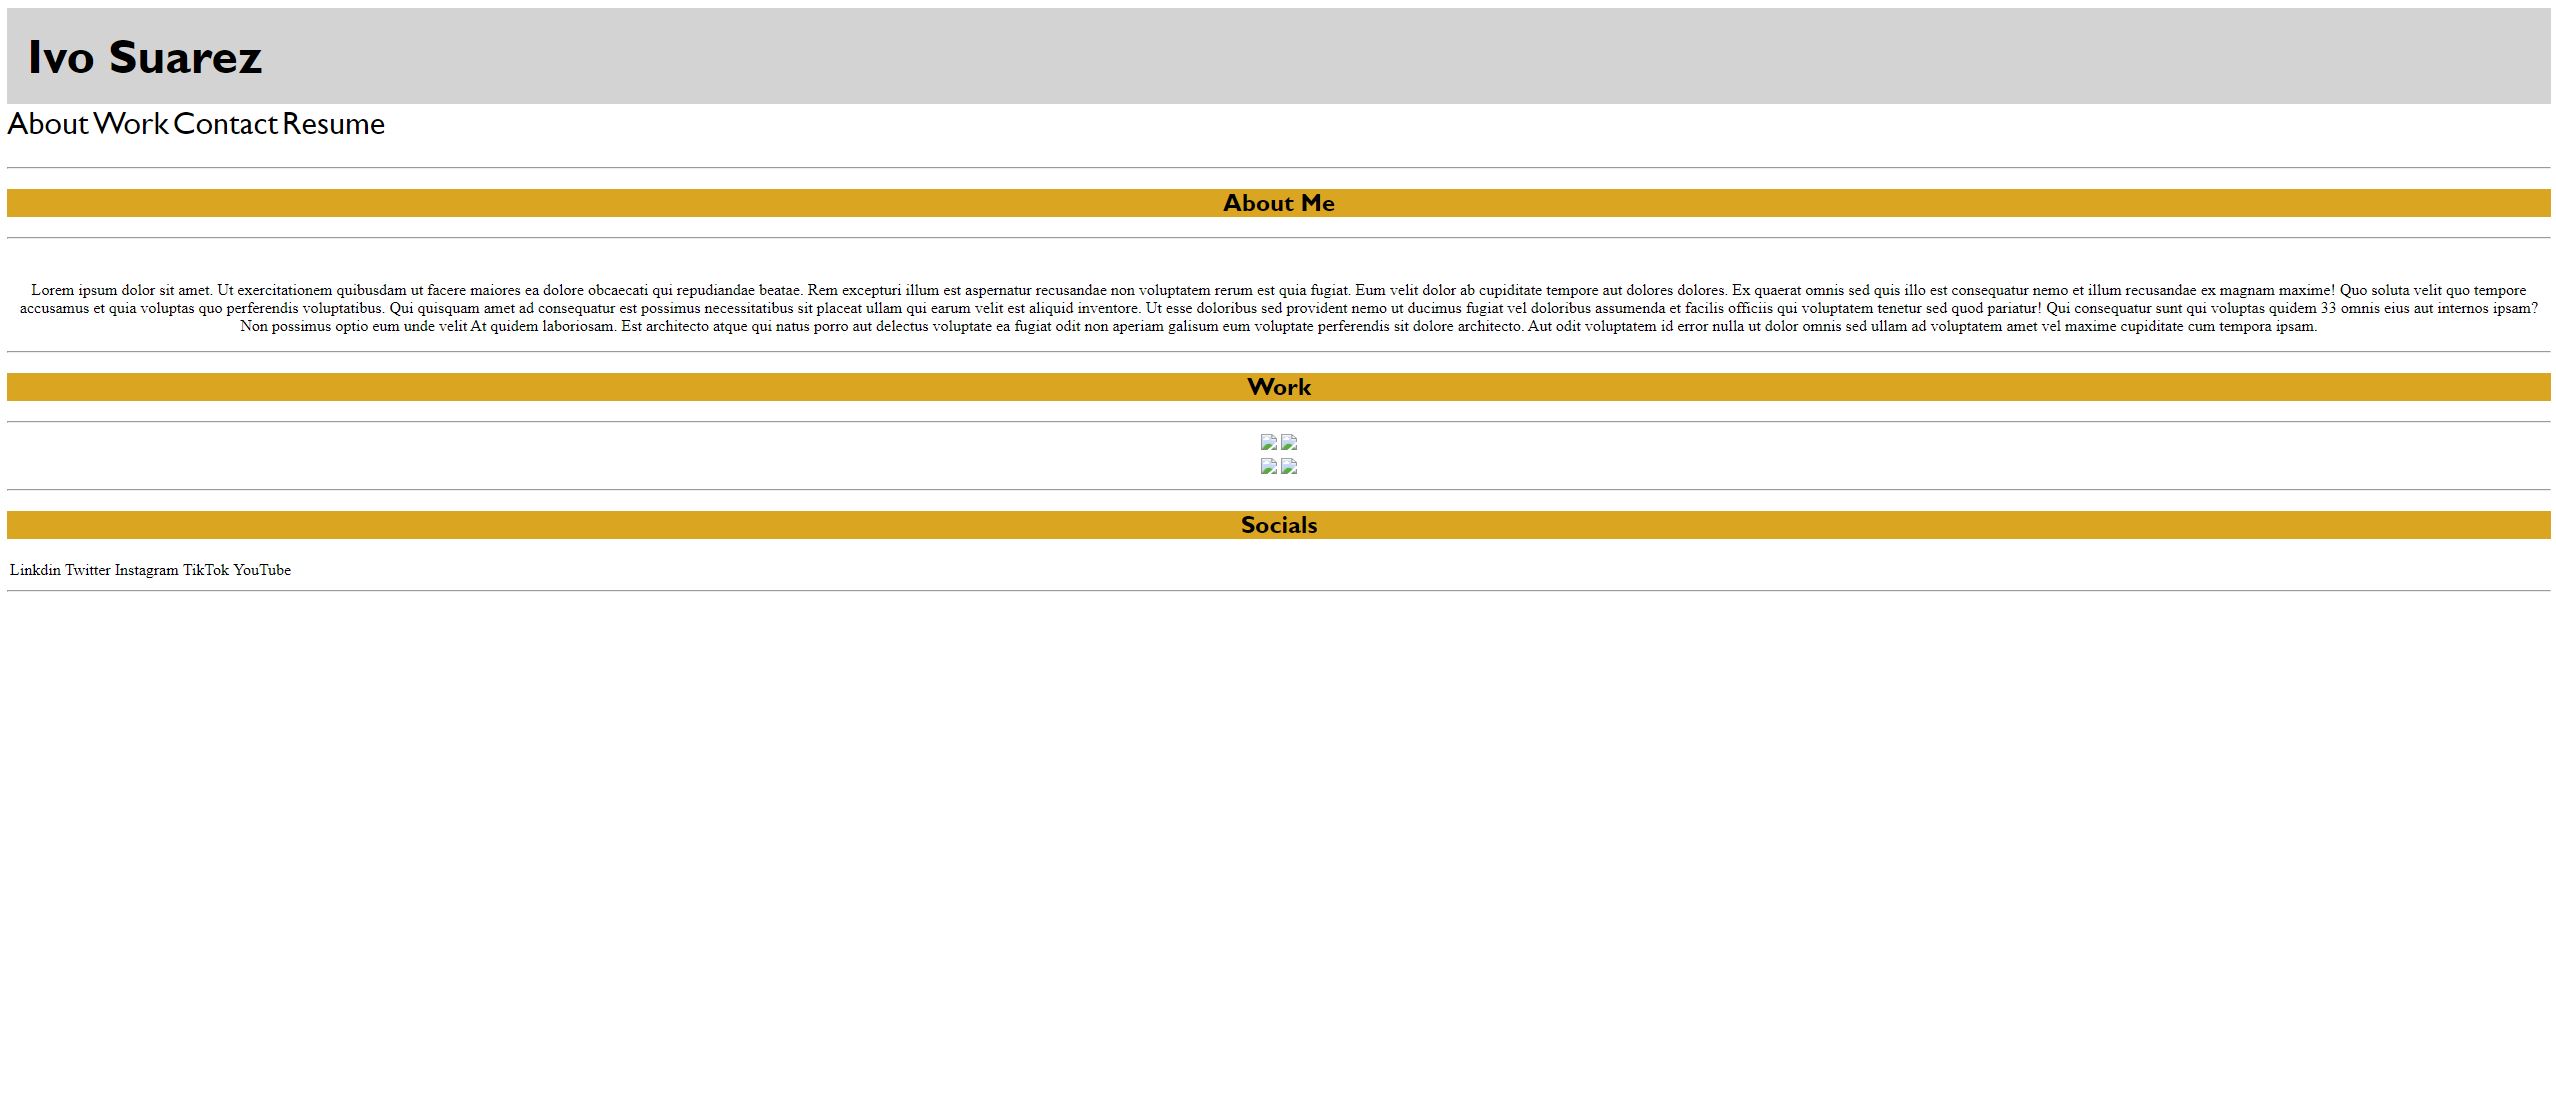 Ivo Suarez
About Work Contact Resume
About Me
Lorem ipsum dolor sit amet. Ut exercitationem quibusdam ut facere maiores ea dolore obcaecati qui repudiandae beatae. Rem excepturi illum est aspernatur recusandae non voluptatem rerum est quia fugiat. Eum velit dolor ab cupiditate tempore aut dolores dolores. Ex quaerat omnis sed quis illo est consequatur nemo et illum recusandae ex magnam maxime! Quo soluta velit quo tempore
accusamus et quia voluptas quo perferendis voluptatibus. Qui quisquam amet ad consequatur est possimus necessitatibus sit placeat ullam qui earum velit est aliquid inventore. Ut esse doloribus sed provident nemo ut ducimus fugiat vel doloribus assumenda et facilis officiis qui voluptatem tenetur sed quod pariatur! Qui consequatur sunt qui voluptas quidem 33 omnis eius aut internos ipsam?
Non possimus optio eum unde velit At quidem laboriosam. Est architecto atque qui natus porro aut delectus voluptate ea fugiat odit non aperiam galisum eum voluptate perferendis sit dolore architecto. Aut odit voluptatem id error nulla ut dolor omnis sed ullam ad voluptatem amet vel maxime cupiditate cum tempora ipsam.
Work
Socials
Linkdin Twitter Instagram TikTok YouTube